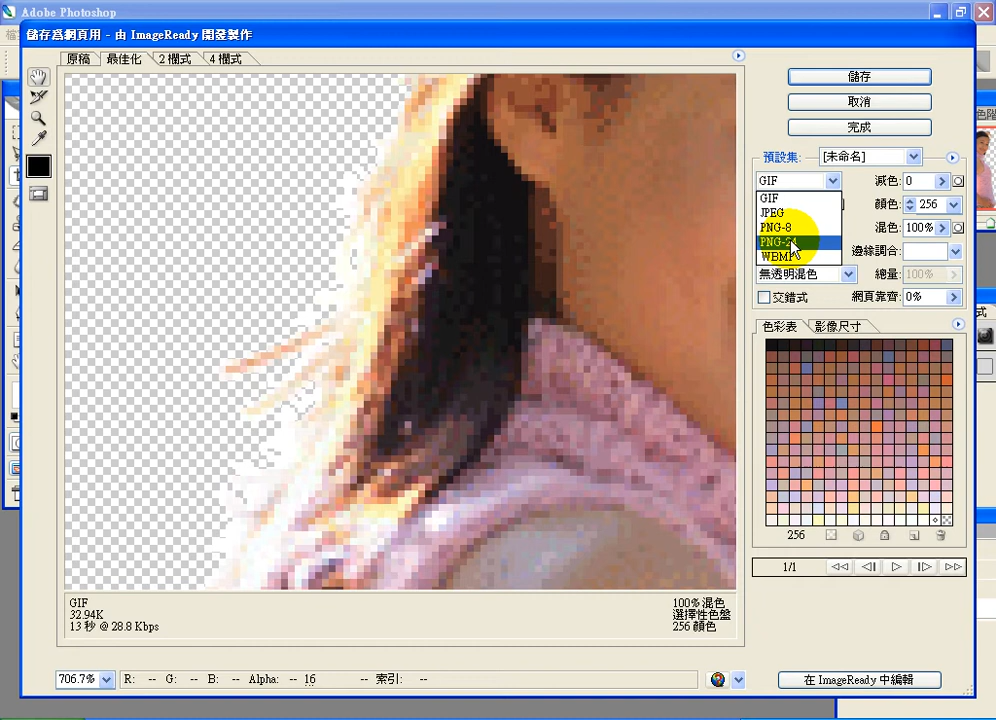 Adobe Photoshop
儲存為網頁用 - 由 ImageReady 開發製作
原稿 最佳化 2 欄式 4 欄式
儲存
取消
完成
預設集: [未命名]
GIF 減色: 0
GIF
JPEG 顏色: 256
PNG-8 混色: 100%
PNG-24 邊緣調合:
WBMP
無透明混色 總量: 100%
交錯式 網頁靠齊: 0%
色彩表 影像尺寸
256
1/1
GIF
32.94K
13 秒 @ 28.8 Kbps
100% 混色
選擇性色盤
256 顏色
706.7% R: -- G: -- B: -- Alpha: -- 16 -- 索引: --
在 ImageReady 中編輯